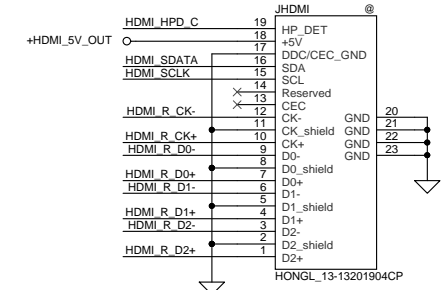 JHDMI @
HDMI_HPD_C 19 HP_DET
+HDMI_5V_OUT 18 +5V
17 DDC/CEC_GND
HDMI_SDATA 16 SDA
HDMI_SCLK 15 SCL
14 Reserved
13 CEC
HDMI_R_CK- 12 CK- GND 20
11 CK_shield GND 21
HDMI_R_CK+ 10 CK+ GND 22
HDMI_R_D0- 9 D0- GND 23
8 D0_shield
HDMI_R_D0+ 7 D0+
HDMI_R_D1- 6 D1-
5 D1_shield
HDMI_R_D1+ 4 D1+
HDMI_R_D2- 3 D2-
2 D2_shield
HDMI_R_D2+ 1 D2+
HONGL_13-13201904CP